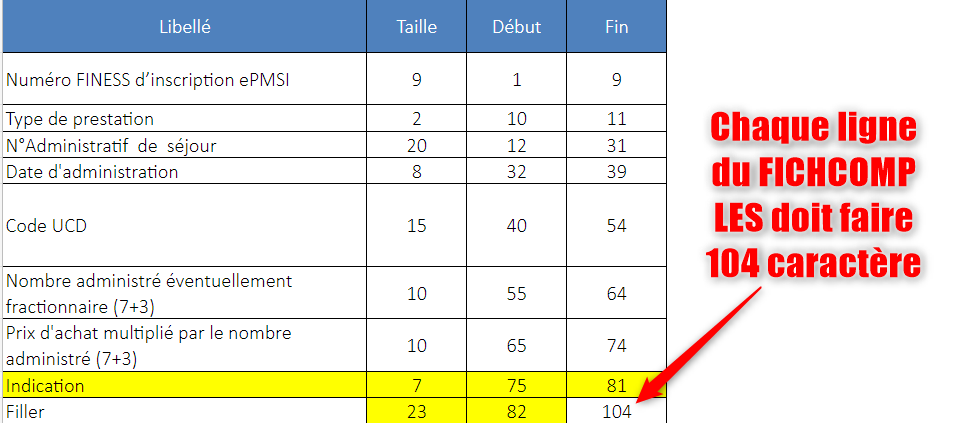 Libellé Taille Début Fin
Numéro FINESS d’inscription ePMSI 9 1 9
Type de prestation 2 10 11
N°Administratif de séjour 20 12 31
Date d'administration 8 32 39
Code UCD 15 40 54
Nombre administré éventuellement
fractionnaire (7+3) 10 55 64
Prix d'achat multiplié par le nombre
administré (7+3) 10 65 74
Indication 7 75 81
Filler 23 82 104
Chaque ligne
du FICHCOMP
LES doit faire
104 caractère